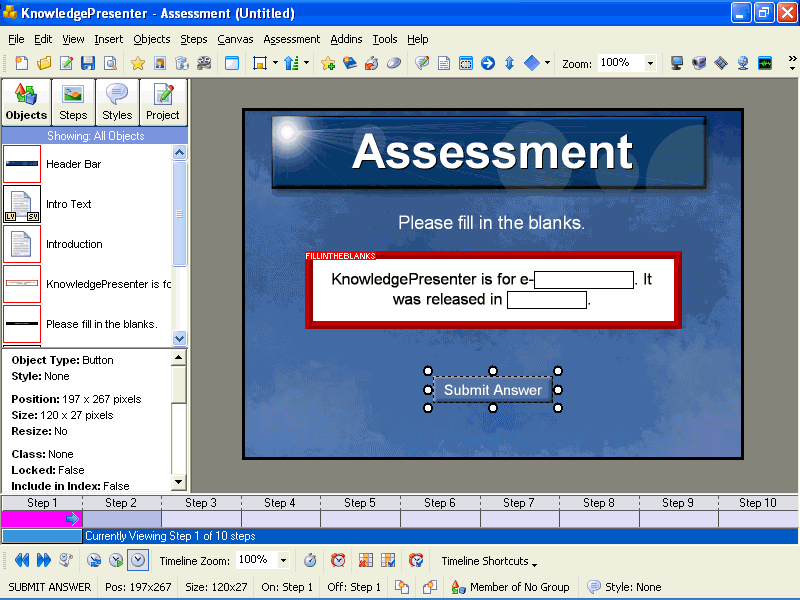 KnowledgePresenter - Assessment (Untitled)
File Edit View Insert Objects Steps Canvas Assessment Addins Tools Help
Zoom: 100%
Objects Steps Styles Project
Showing: All Objects
Header Bar
Intro Text
LV SV
Introduction
KnowledgePresenter is fo
Please fill in the blanks.
Object Type: Button
Style: None
Position: 197 x 267 pixels
Size: 120 x 27 pixels
Resize: No
Class: None
Locked: False
Include in Index: False
Assessment
Please fill in the blanks.
FILLINTHEBLANKS
KnowledgePresenter is for e- . It
was released in .
Submit Answer
Step 1 Step 2 Step 3 Step 4 Step 5 Step 6 Step 7 Step 8 Step 9 Step 10
Currently Viewing Step 1 of 10 steps
Timeline Zoom: 100% Timeline Shortcuts
SUBMIT ANSWER Pos: 197x267 Size: 120x27 On: Step 1 Off: Step 1 Member of No Group Style: None